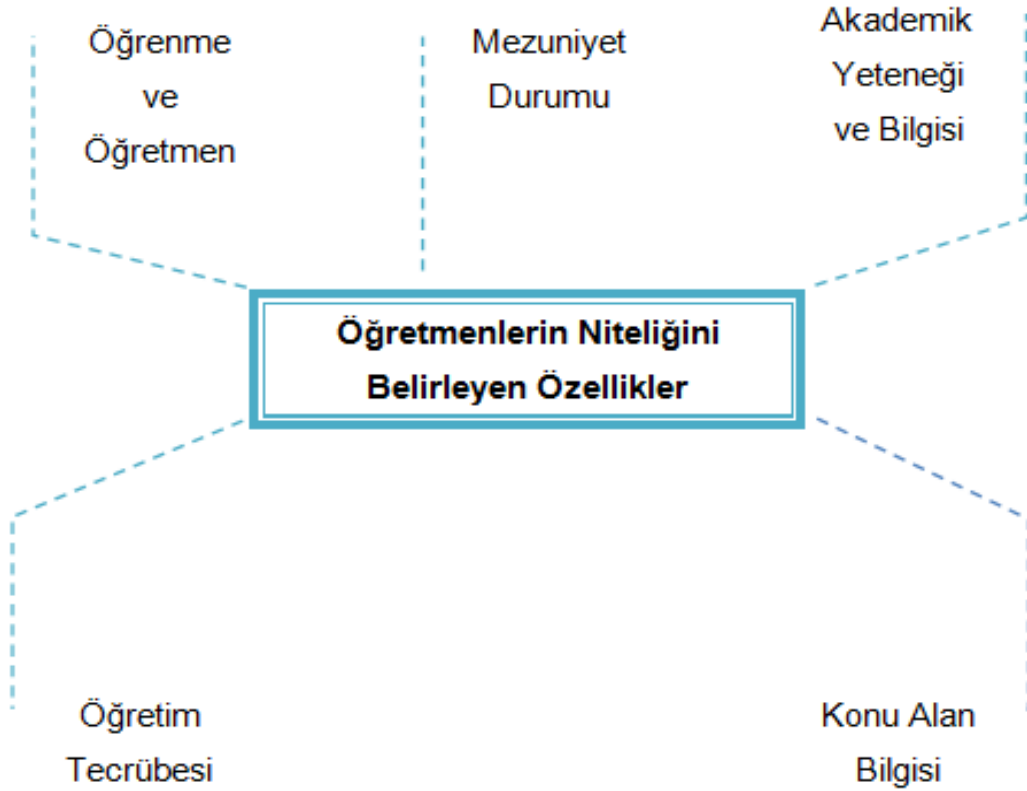 Öğrenme
ve
Öğretmen
Mezuniyet
Durumu
Akademik
Yeteneği
ve Bilgisi
Öğretmenlerin Niteliğini
Belirleyen Özellikler
Öğretim
Tecrübesi
Konu Alan
Bilgisi